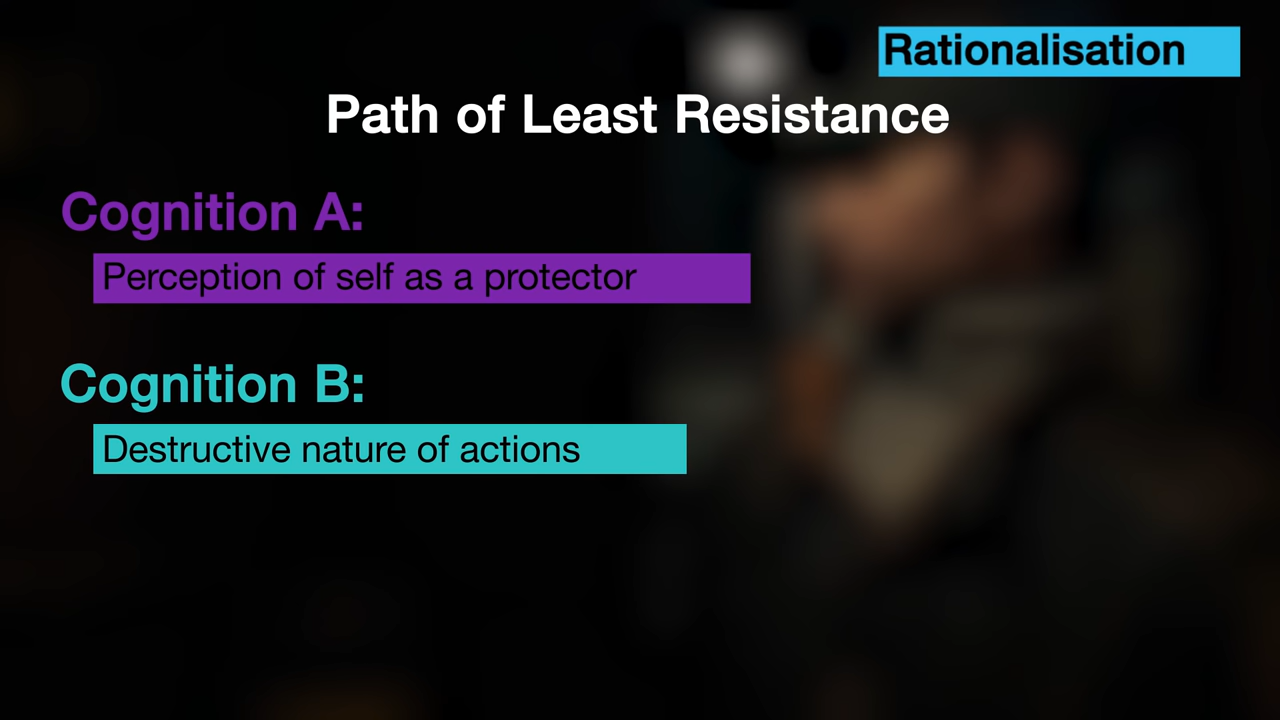 Rationalisation
Path of Least Resistance
Cognition A:
Perception of self as a protector
Cognition B:
Destructive nature of actions